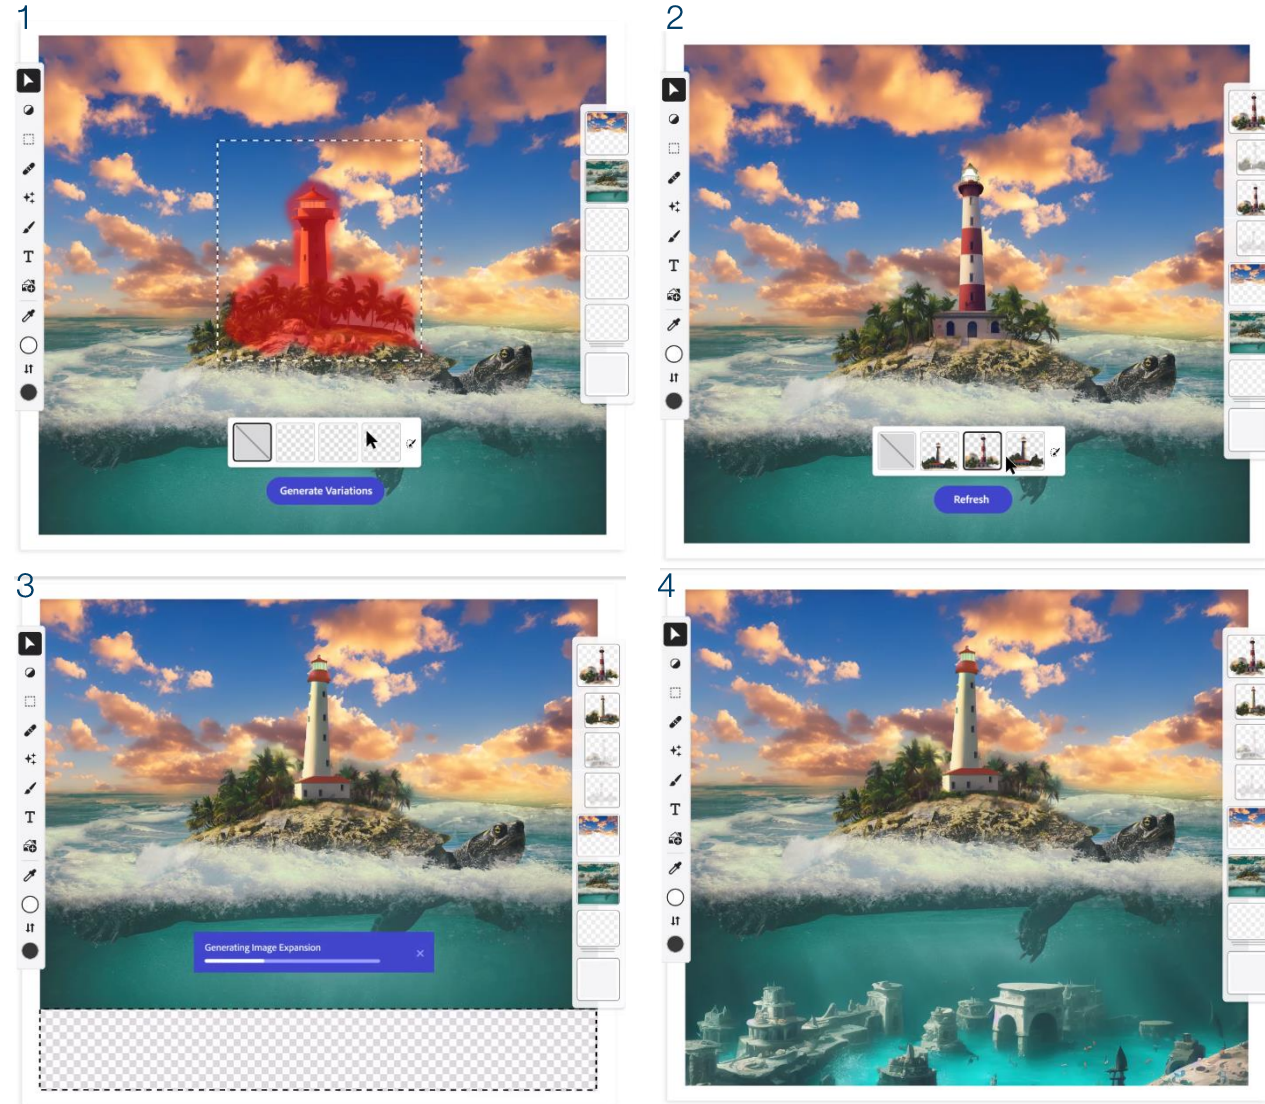 1
2
T
T
Generate Variations
Refresh
3
4
T
T
Generating Image Expansion